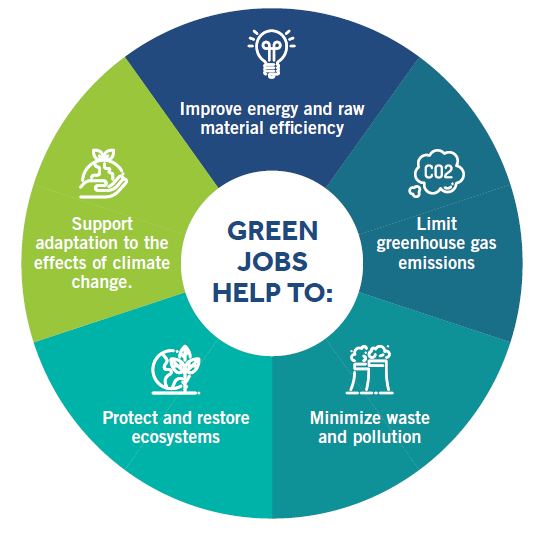 Improve energy and raw
material efficiency
CO2
Limit
greenhouse gas
emissions
Minimize waste
and pollution
Protect and restore
ecosystems
Support
adaptation to the
effects of climate
change.
GREEN
JOBS
HELP TO: